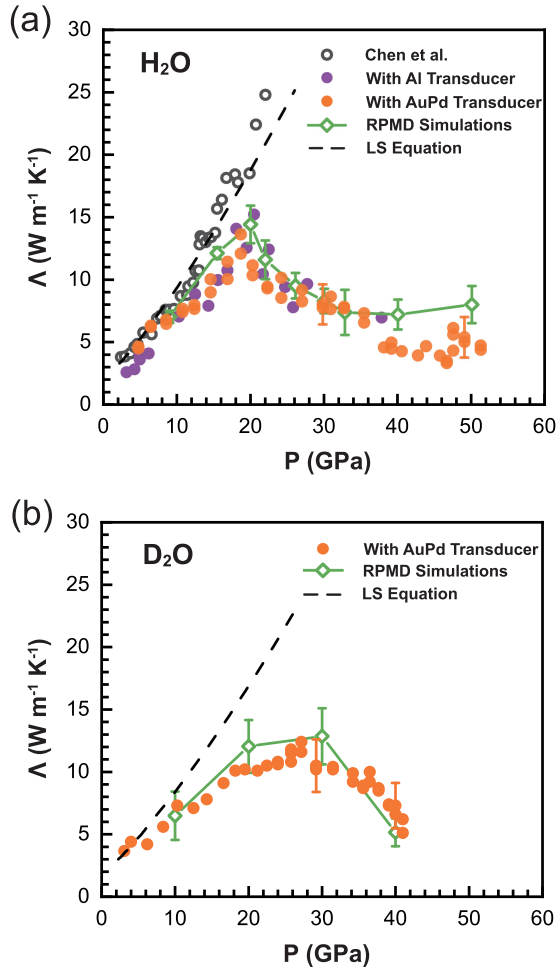 (a)
H₂O
Chen et al.
With Al Transducer
With AuPd Transducer
RPMD Simulations
LS Equation
30
25
20
15
10
5
0
Λ (W m⁻¹ K⁻¹)
0 10 20 30 40 50 60
P (GPa)
(b)
D₂O
With AuPd Transducer
RPMD Simulations
LS Equation
30
25
20
15
10
5
0
Λ (W m⁻¹ K⁻¹)
0 10 20 30 40 50 60
P (GPa)